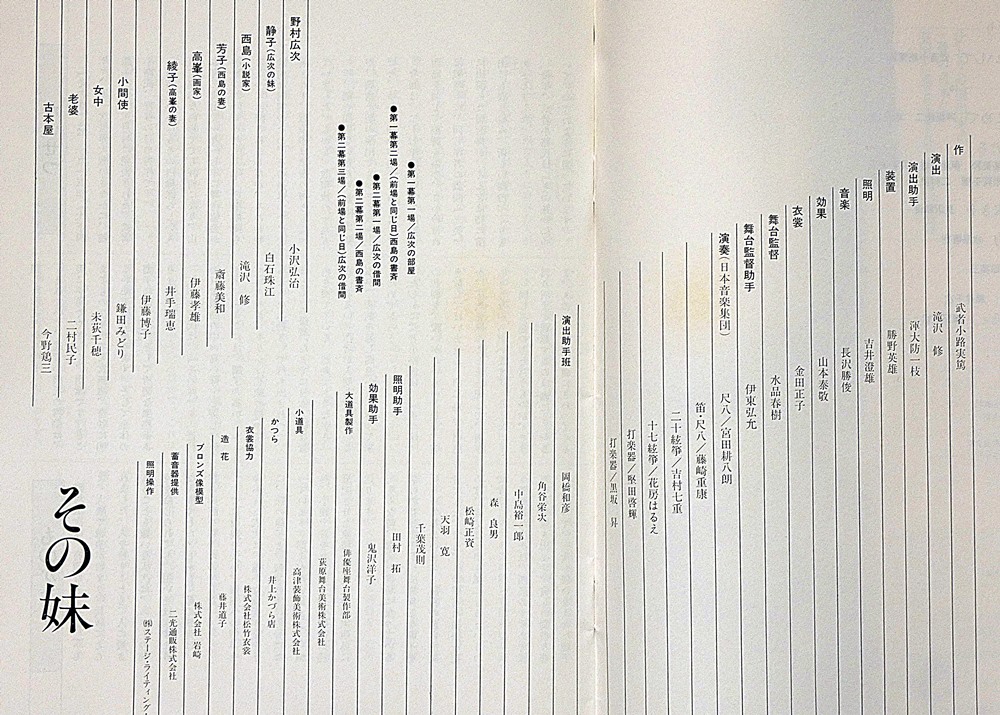 作 武者小路実篤
演出 滝沢 修
演出助手 渾大防一枝
装置 勝野英雄
照明 吉井澄雄
音楽 長沢勝俊
効果 山本泰敬
衣裳 金田正子
舞台監督 水品春樹
舞台監督助手 伊東弘允
演奏(日本音楽集団) 尺八/宮田耕八朗
笛・尺八/藤崎重康
二十絃箏/吉村七重
十七絃箏/花房はるえ
打楽器/堅田啓輝
打楽器/黒坂 昇
演出助手班 岡橋和彦
角谷栄次
中島裕一郎
森 良男
松崎正資
天羽 寛
千葉茂則
照明助手 田村 拓
効果助手 鬼沢洋子
大道具製作 俳優座舞台製作部
荻原舞台美術株式会社
小道具 高津装飾美術株式会社
かつら 井上かつら店
衣裳協力 株式会社松竹衣裳
造花 藤井道子
ブロンズ像模型 株式会社 岩崎
蓄音器提供 二光通販株式会社
照明操作 ㈱ステージ・ライティング・
●第一幕第一場/広次の部屋
●第一幕第二場/(前場と同じ日)西島の書斉
●第二幕第一場/広次の借間
●第二幕第二場/西島の書斉
●第二幕第三場/(前場と同じ日)広次の借間
野村広次 小沢弘治
静子(広次の妹) 白石珠江
西島(小説家) 滝沢 修
芳子(西島の妻) 斎藤美和
高峯(画家) 伊藤孝雄
綾子(高峯の妻) 井手瑞恵
伊藤博子
小間使 鎌田みどり
女中 未荻千穂
老婆 二村民子
古本屋 今野鶏三
その妹